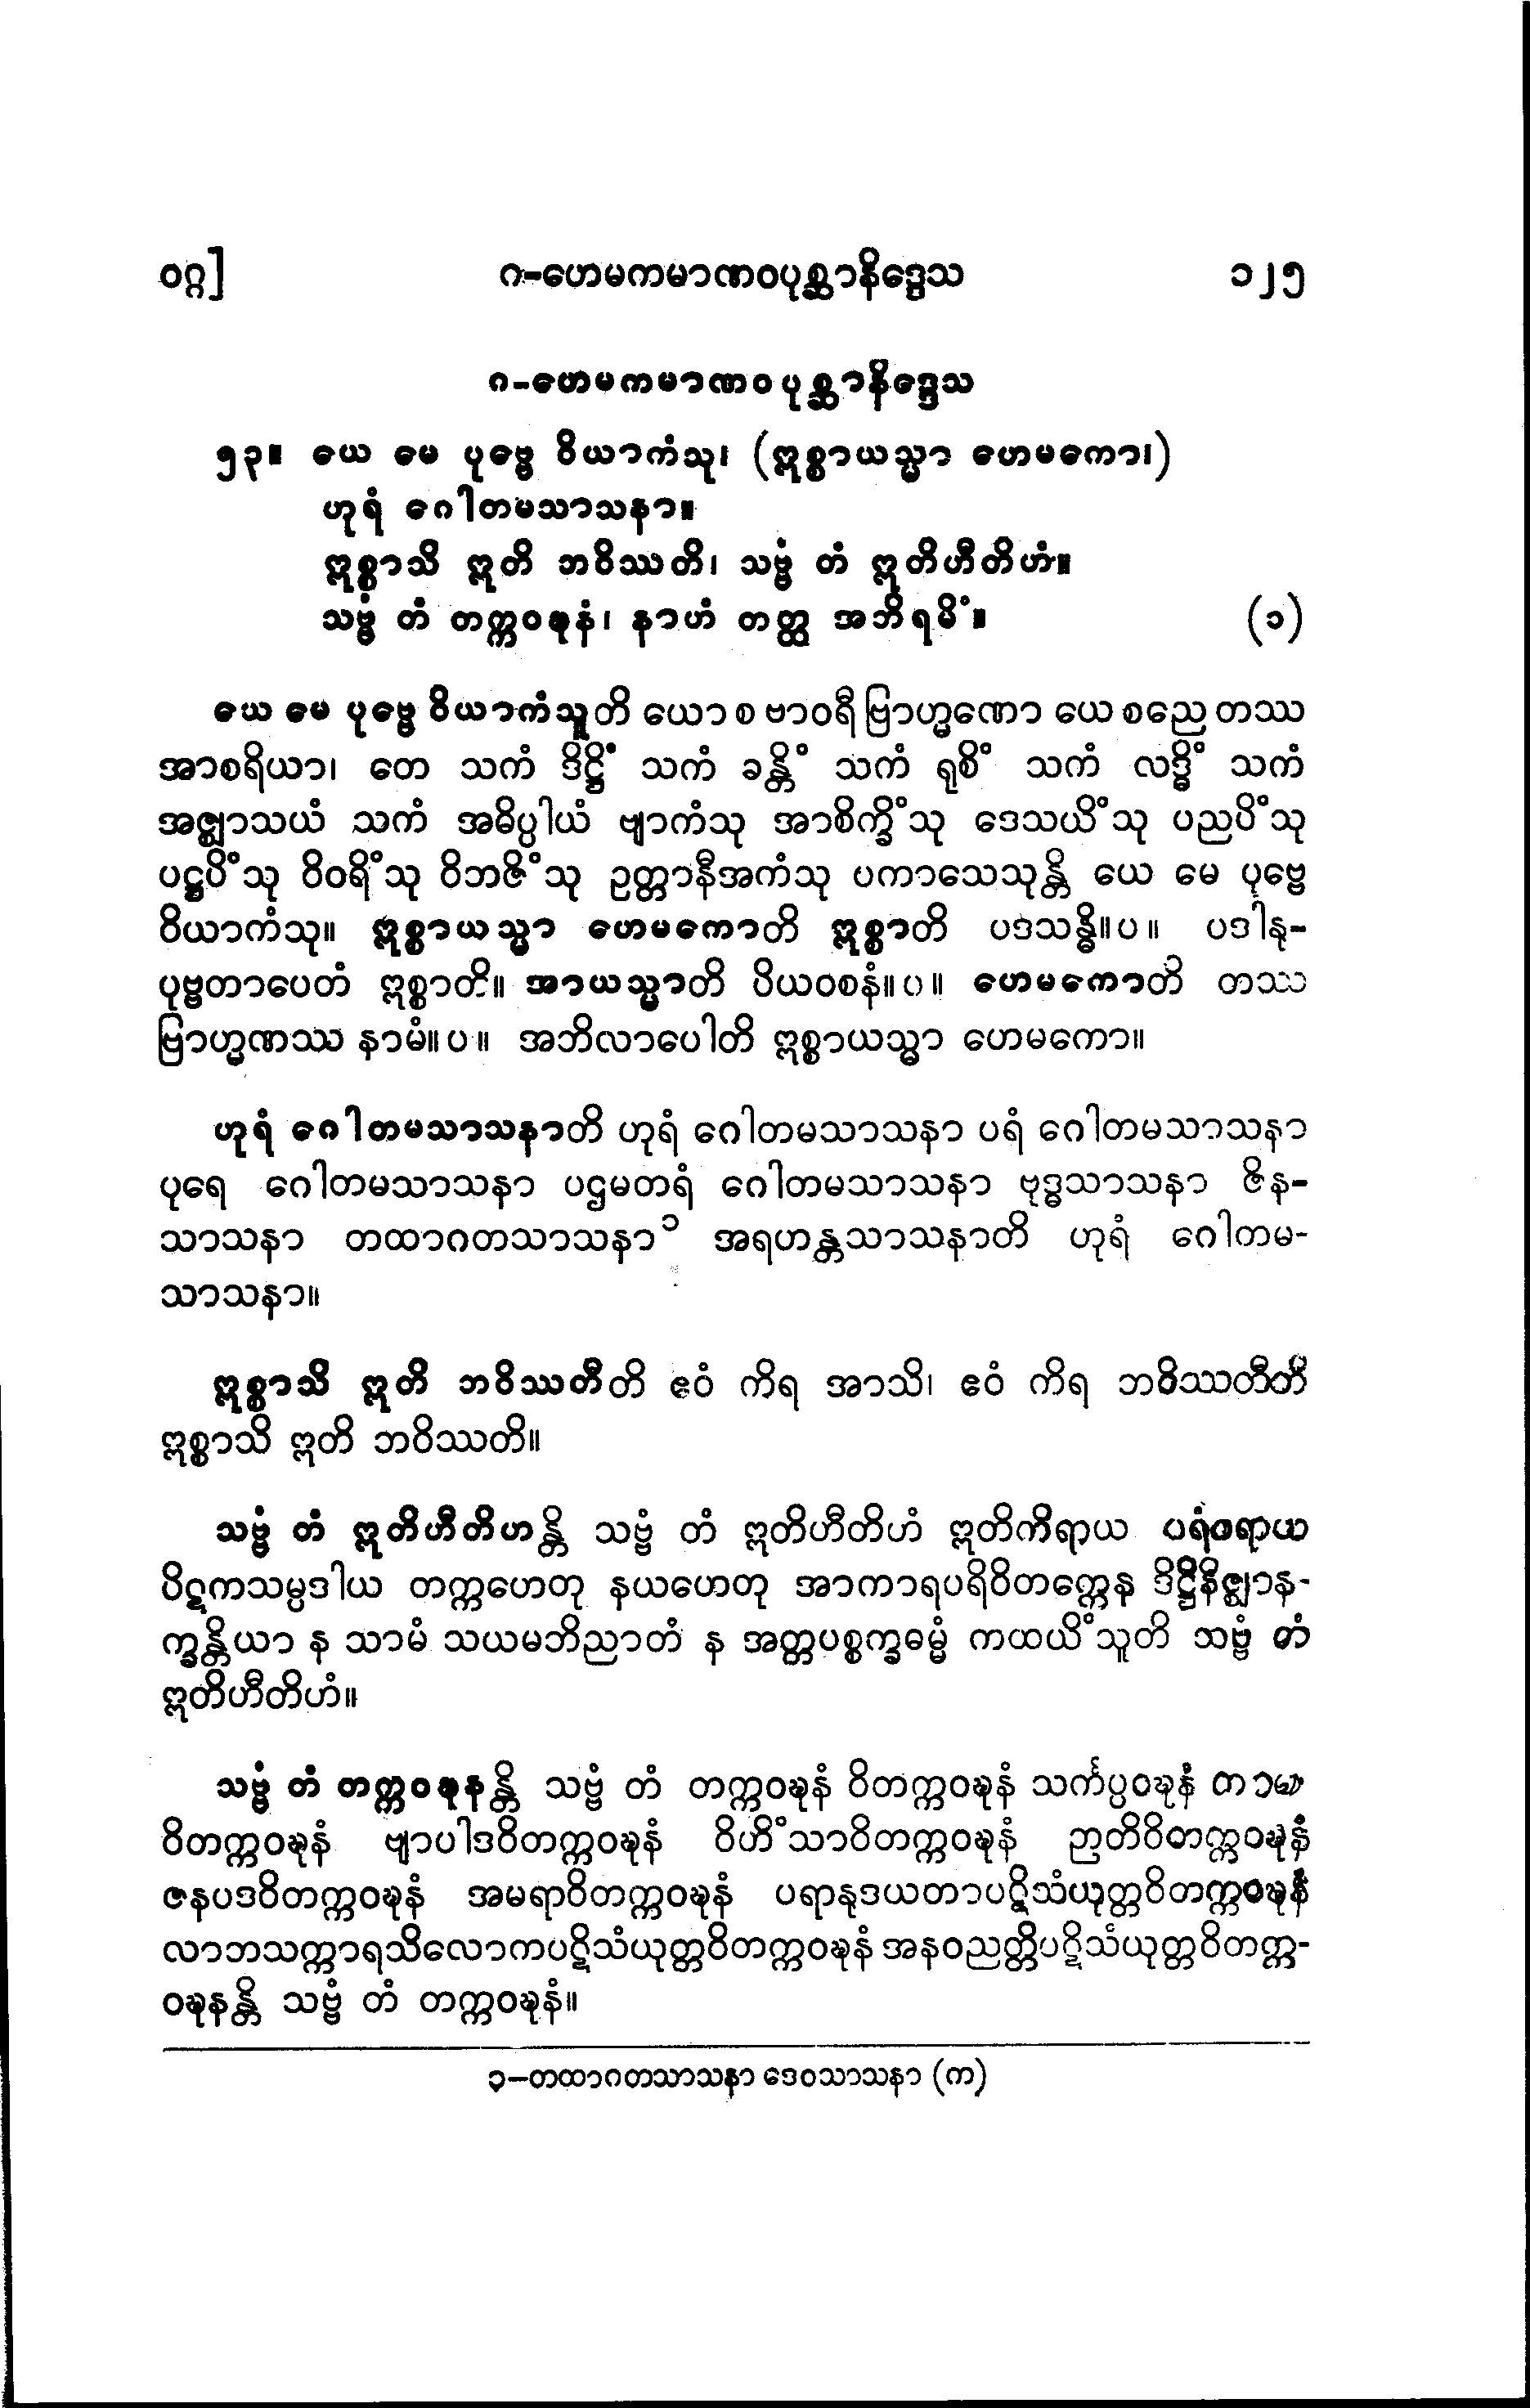 ဝဂ္ဂ] ဂ-ဟေမကမာဏဝပုစ္ဆာနိဒ္ဒေသ ၁၂၅
ဂ-ဟေမကမာဏဝပုစ္ဆာနိဒ္ဒေသ
၅၃။ ယေ မေ ပုဗ္ဗေ ဝိယာကံသု၊ (ဣစ္စာယသ္မာ ဟေမကော၊)
ဟုရံ ဂေါတမသာသနာ။
ဣစ္စာသိ ဣတိ ဘဝိဿတိ၊ သဗ္ဗံ တံ ဣတိဟီတိဟံ။
သဗ္ဗံ တံ တက္ကဝဍ္ဎနံ၊ နာဟံ တတ္ထ အဘိရမိံ။ (၁)
ယေ မေ ပုဗ္ဗေ ဝိယာကံသူတိ ယော စ ဗာဝရီ ဗြာဟ္မဏော ယေ စညေ တဿ
အာစရိယာ၊ တေ သကံ ဒိဋ္ဌိံ သကံ ခန္တိံ သကံ ရုစိံ သကံ လဒ္ဓိံ သကံ
အဇ္ဈာသယံ သကံ အဓိပ္ပါယံ ဗျာကံသု အာစိက္ခိံသု ဒေသယိံသု ပညပိံသု
ပဋ္ဌပိံသု ဝိဝရိံသု ဝိဘဇိံသု ဥတ္တာနီအကံသု ပကာသေသုန္တိ ယေ မေ ပုဗ္ဗေ
ဝိယာကံသု။ ဣစ္စာယသ္မာ ဟေမကောတိ ဣစ္စာတိ ပဒသန္ဓိ။ပ။ ပဒါနု-
ပုဗ္ဗတာပေတံ ဣစ္စာတိ။ အာယသ္မာတိ ပိယဝစနံ။ပ။ ဟေမကောတိ တဿ
ဗြာဟ္မဏဿ နာမံ။ပ။ အဘိလာပေါတိ ဣစ္စာယသ္မာ ဟေမကော။
ဟုရံ ဂေါတမသာသနာတိ ဟုရံ ဂေါတမသာသနာ ပရံ ဂေါတမသာသနာ
ပုရေ ဂေါတမသာသနာ ပဌမတရံ ဂေါတမသာသနာ ဗုဒ္ဓသာသနာ ဇိန-
သာသနာ တထာဂတသာသနာ ၁ အရဟန္တသာသနာတိ ဟုရံ ဂေါတမ-
သာသနာ။
ဣစ္စာသိ ဣတိ ဘဝိဿတီတိ ဧဝံ ကိရ အာသိ၊ ဧဝံ ကိရ ဘဝိဿတီတိ
ဣစ္စာသိ ဣတိ ဘဝိဿတိ။
သဗ္ဗံ တံ ဣတိဟီတိဟန္တိ သဗ္ဗံ တံ ဣတိဟီတိဟံ ဣတိကိရာယ ပရံပရာယ
ပိဋကသမ္ပဒါယ တက္ကဟေတု နယဟေတု အာကာရပရိဝိတက္ကေန ဒိဋ္ဌိနိဇ္ဈာန-
က္ခန္တိယာ န သာမံ သယမဘိညာတံ န အတ္တပစ္စက္ခဓမ္မံ ကထယိံသူတိ သဗ္ဗံ တံ
ဣတိဟီတိဟံ။
သဗ္ဗံ တံ တက္ကဝဍ္ဎနန္တိ သဗ္ဗံ တံ တက္ကဝဍ္ဎနံ ဝိတက္ကဝဍ္ဎနံ သင်္ကပ္ပဝဍ္ဎနံ ကာမ
ဝိတက္ကဝဍ္ဎနံ ဗျာပါဒဝိတက္ကဝဍ္ဎနံ ဝိဟိံသာဝိတက္ကဝဍ္ဎနံ ဉာတိဝိတက္ကဝဍ္ဎနံ
ဇနပဒဝိတက္ကဝဍ္ဎနံ အမရာဝိတက္ကဝဍ္ဎနံ ပရာနုဒယတာပဋိသံယုတ္တဝိတက္ကဝဍ္ဎနံ
လာဘသက္ကာရသိလောကပဋိသံယုတ္တဝိတက္ကဝဍ္ဎနံ အနဝညတ္တိပဋိသံယုတ္တဝိတက္က-
ဝဍ္ဎနန္တိ သဗ္ဗံ တံ တက္ကဝဍ္ဎနံ။
၁-တထာဂတသာသနာ ဒေဝသာသနာ (က)